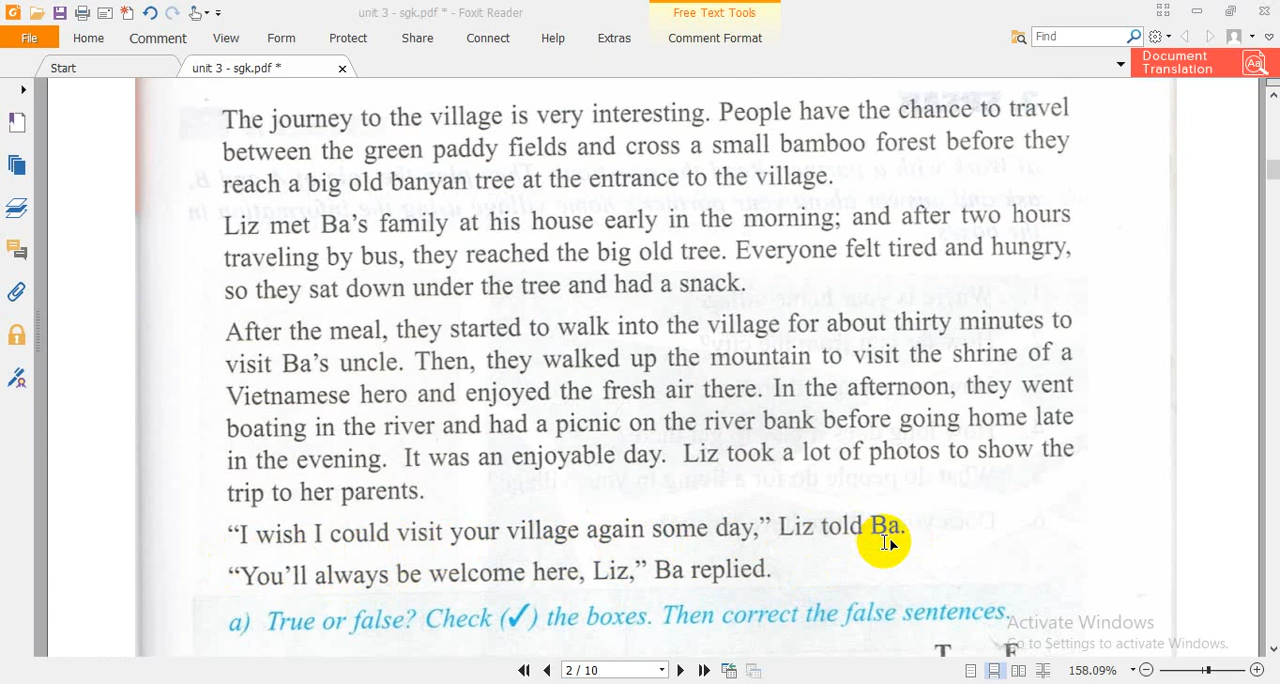 unit 3 - sgk.pdf * - Foxit Reader
Free Text Tools
File Home Comment View Form Protect Share Connect Help Extras Comment Format
Find
Start
unit 3 - sgk.pdf *
Document
Translation
The journey to the village is very interesting. People have the chance to travel
between the green paddy fields and cross a small bamboo forest before they
reach a big old banyan tree at the entrance to the village.
Liz met Ba's family at his house early in the morning; and after two hours
traveling by bus, they reached the big old tree. Everyone felt tired and hungry,
so they sat down under the tree and had a snack.
After the meal, they started to walk into the village for about thirty minutes to
visit Ba's uncle. Then, they walked up the mountain to visit the shrine of a
Vietnamese hero and enjoyed the fresh air there. In the afternoon, they went
boating in the river and had a picnic on the river bank before going home late
in the evening. It was an enjoyable day. Liz took a lot of photos to show the
trip to her parents.
“I wish I could visit your village again some day,” Liz told Ba.
“You'll always be welcome here, Liz,” Ba replied.
a) True or false? Check (✓) the boxes. Then correct the false sentences.
T F
Activate Windows
Go to Settings to activate Windows.
2 / 10
158.09%